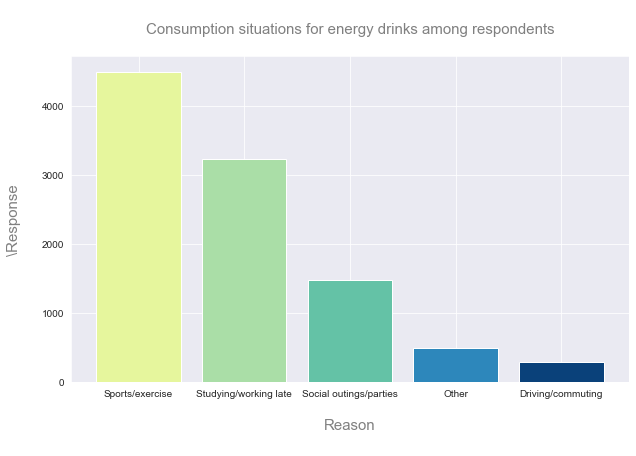 Consumption situations for energy drinks among respondents
\Response
4000
3000
2000
1000
0
Sports/exercise Studying/working late Social outings/parties Other Driving/commuting
Reason